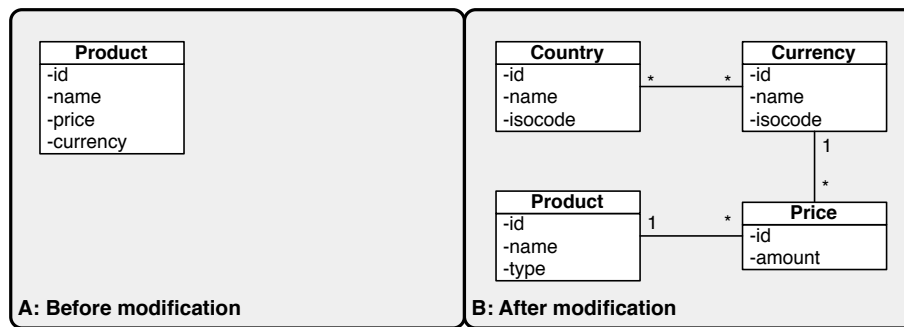 Product
-id
-name
-price
-currency
A: Before modification
Country
-id
-name
-isocode
*
*
Currency
-id
-name
-isocode
1
*
Product
-id
-name
-type
1
*
Price
-id
-amount
B: After modification